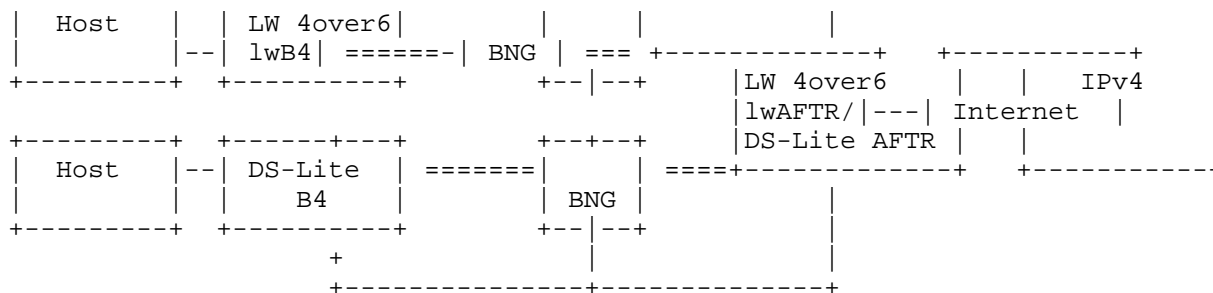 Host LW 4over6
lwB4 BNG
LW 4over6 IPv4
lwAFTR/ Internet
DS-Lite AFTR
Host DS-Lite
B4 BNG